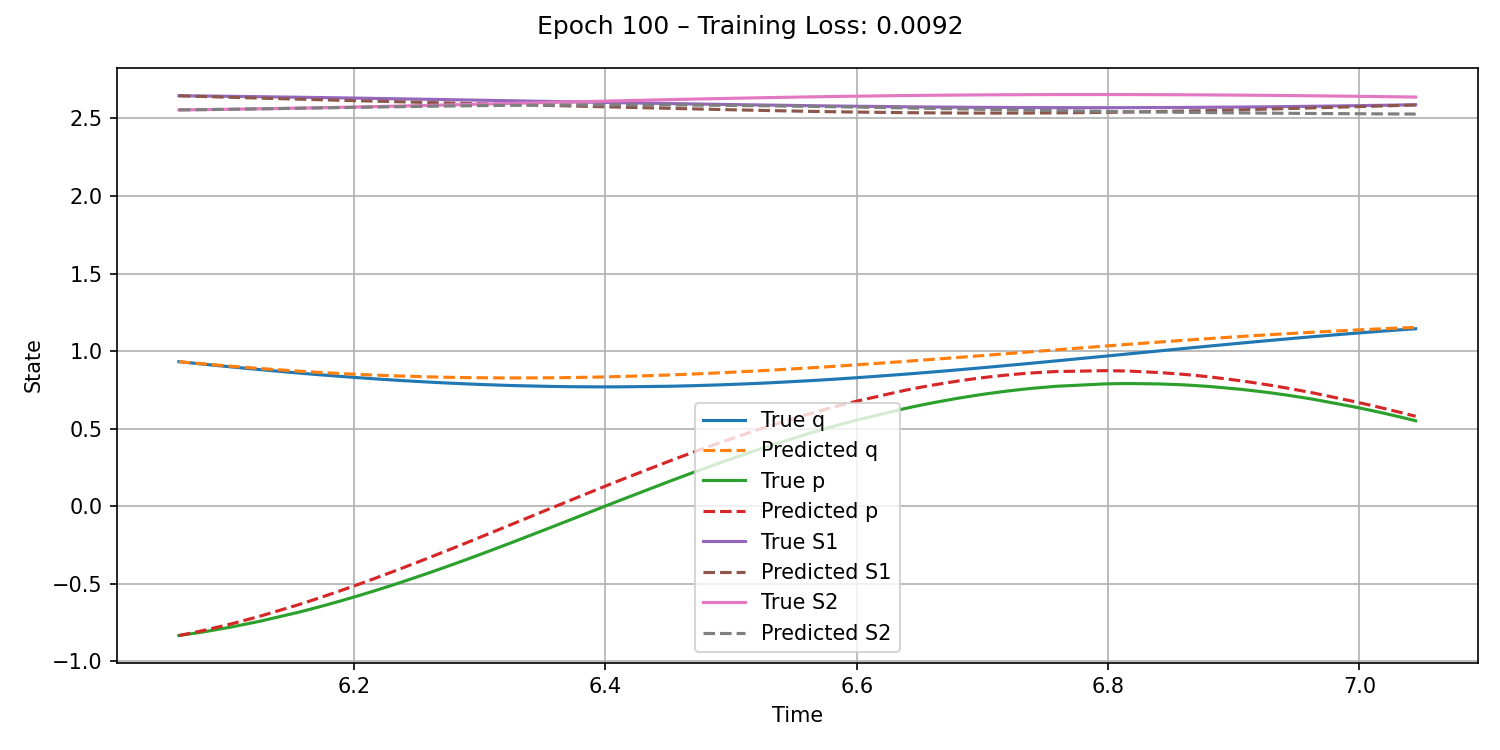 Epoch 100 – Training Loss: 0.0092
State
2.5
2.0
1.5
1.0
0.5
0.0
−0.5
−1.0
True q
Predicted q
True p
Predicted p
True S1
Predicted S1
True S2
Predicted S2
6.2 6.4 6.6 6.8 7.0
Time